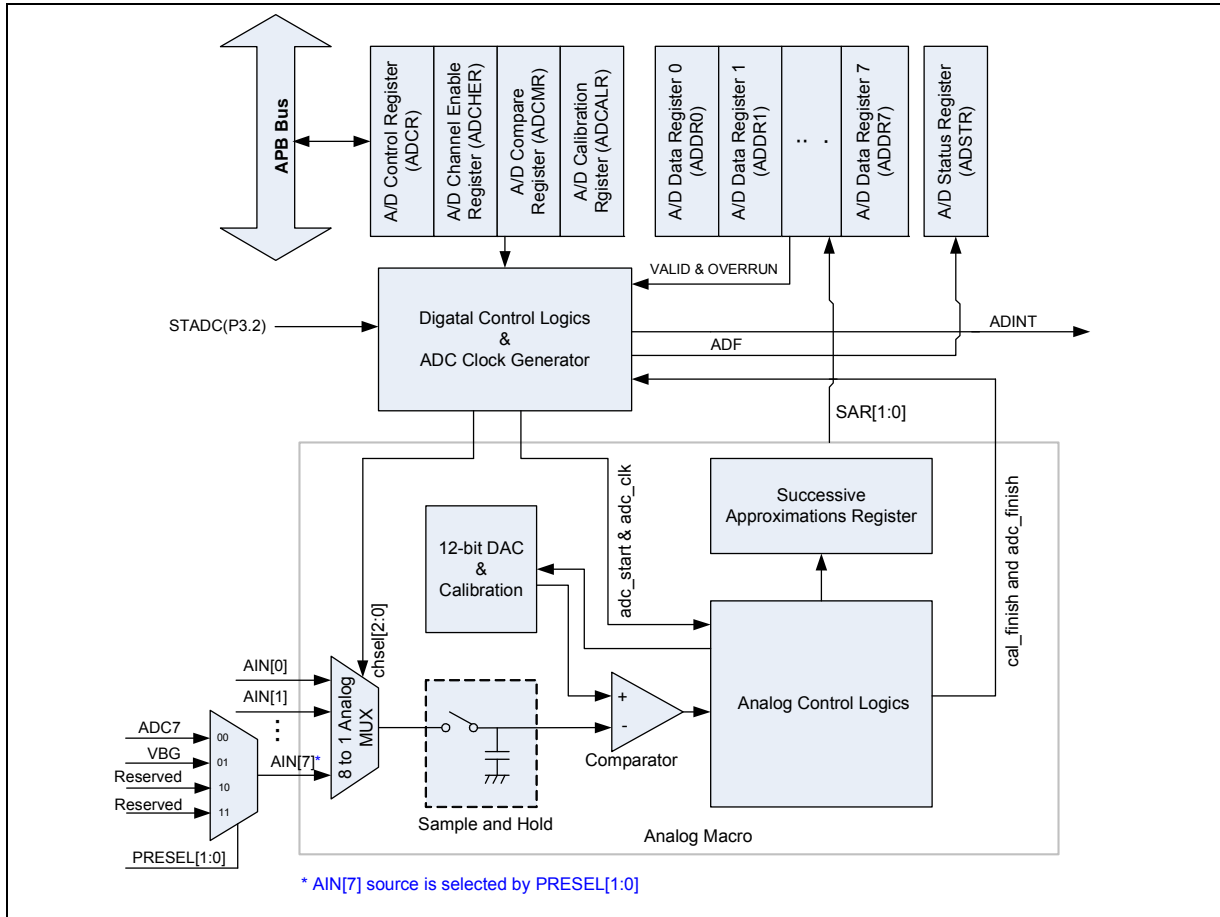 APB Bus
A/D Control Register
(ADCR)
A/D Channel Enable
Register (ADCHER)
A/D Compare
Register (ADCMR)
A/D Calibration
Rgister (ADCALR)
A/D Data Register 0
(ADDR0)
A/D Data Register 1
(ADDR1)
:: .
A/D Data Register 7
(ADDR7)
A/D Status Register
(ADSTR)
VALID & OVERRUN
STADC(P3.2)
Digatal Control Logics
&
ADC Clock Generator
ADINT
ADF
SAR[1:0]
cal_finish and adc_finish
adc_start & adc_clk
chsel[2:0]
Successive
Approximations Register
12-bit DAC
&
Calibration
AIN[0]
AIN[1]
⋮
8 to 1 Analog
MUX
ADC7
VBG
Reserved
Reserved
00
01
10
11
AIN[7]*
PRESEL[1:0]
+
-
Comparator
Analog Control Logics
Sample and Hold
Analog Macro
* AIN[7] source is selected by PRESEL[1:0]